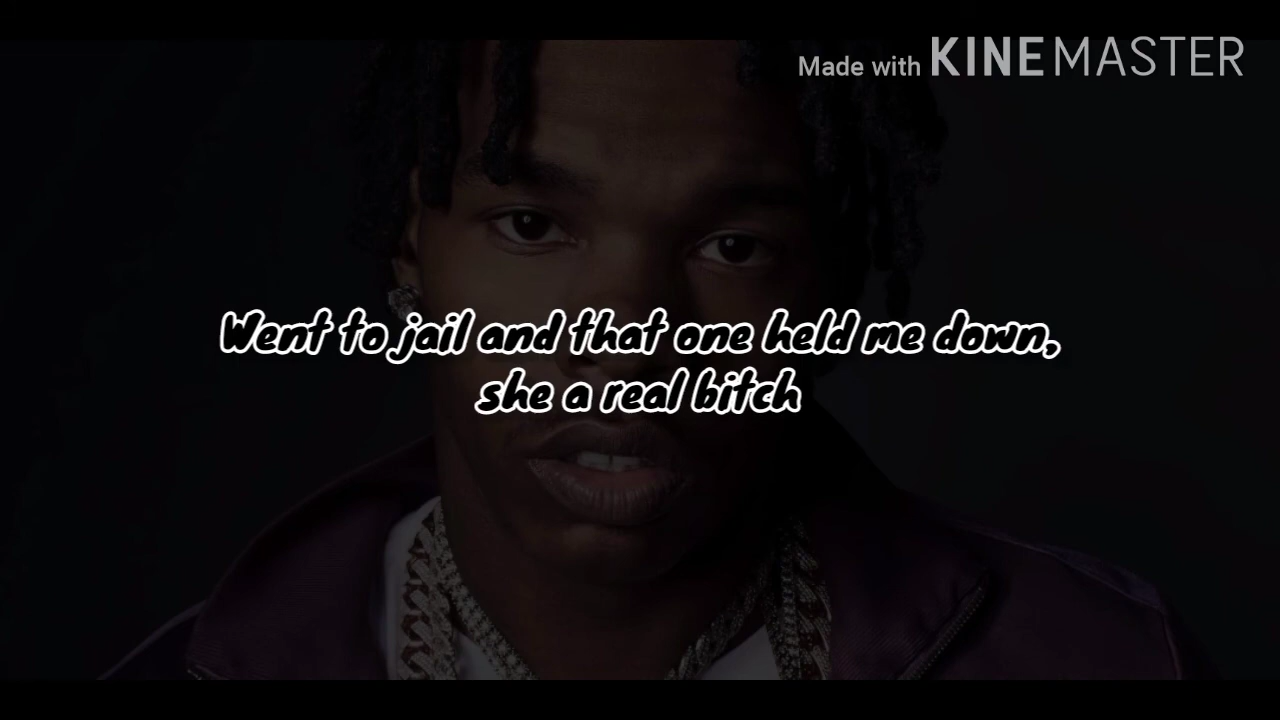 Made with KINEMASTER
Went to jail and that one held me down,
she a real bitch